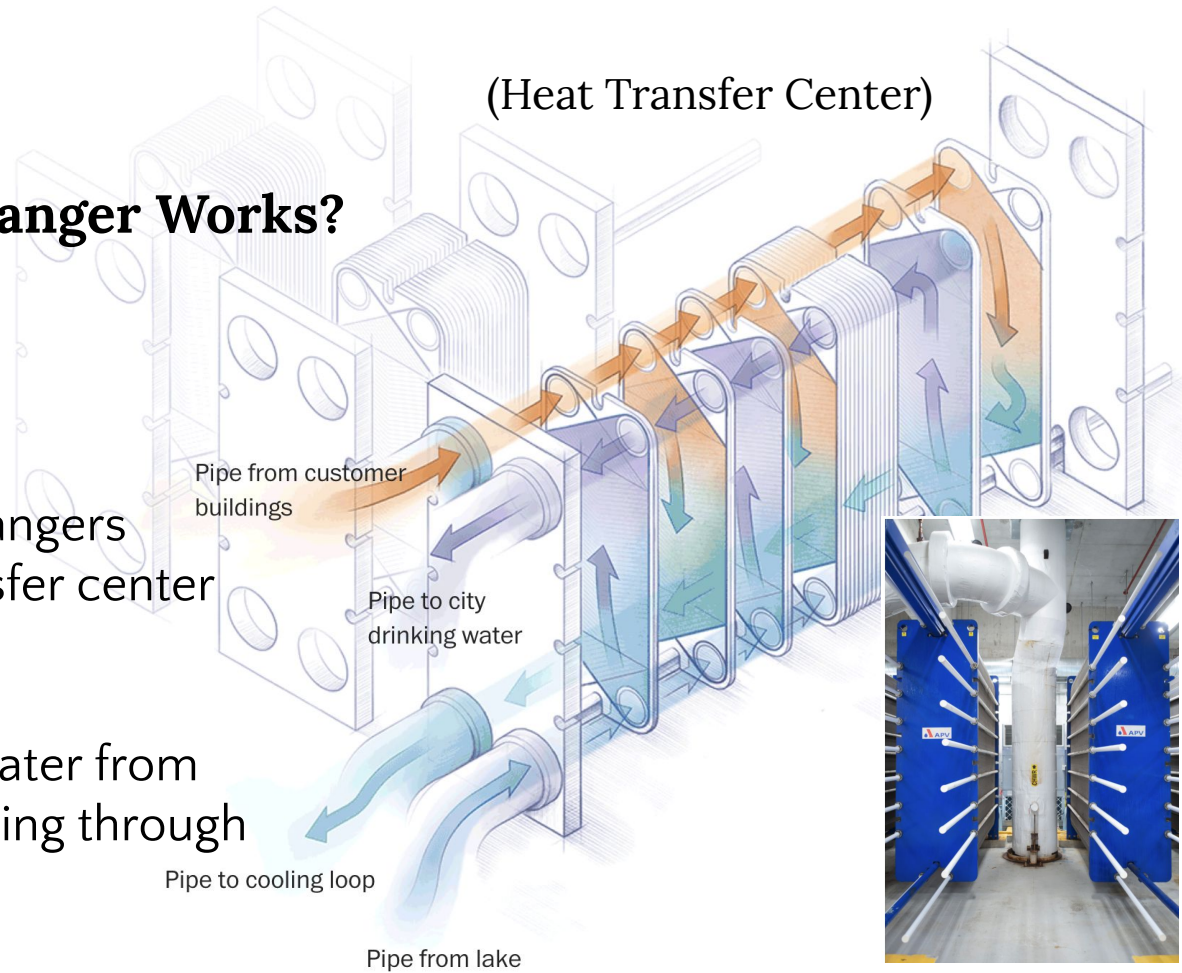 (Heat Transfer Center)
anger Works?
Pipe from customer
buildings
angers
sfer center
Pipe to city
drinking water
APV
APV
ater from
ing through
Pipe to cooling loop
Pipe from lake